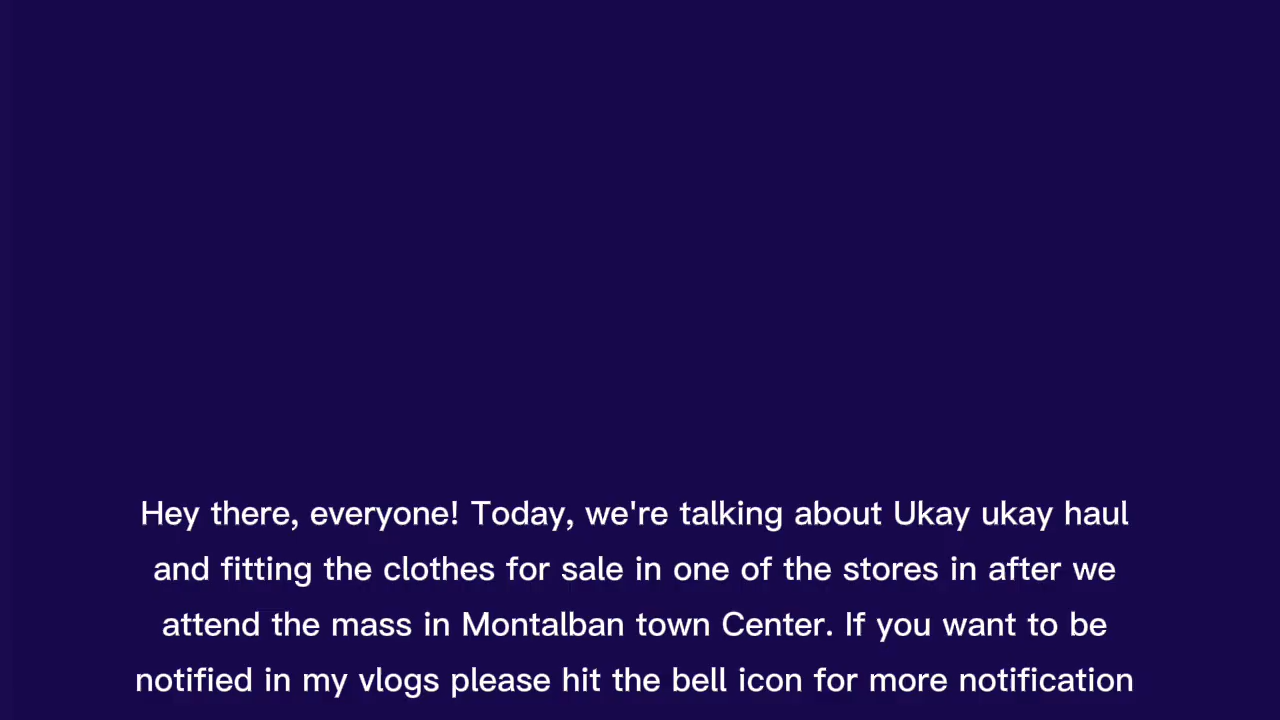 Hey there, everyone! Today, we're talking about Ukay ukay haul
and fitting the clothes for sale in one of the stores in after we
attend the mass in Montalban town Center. If you want to be
notified in my vlogs please hit the bell icon for more notification